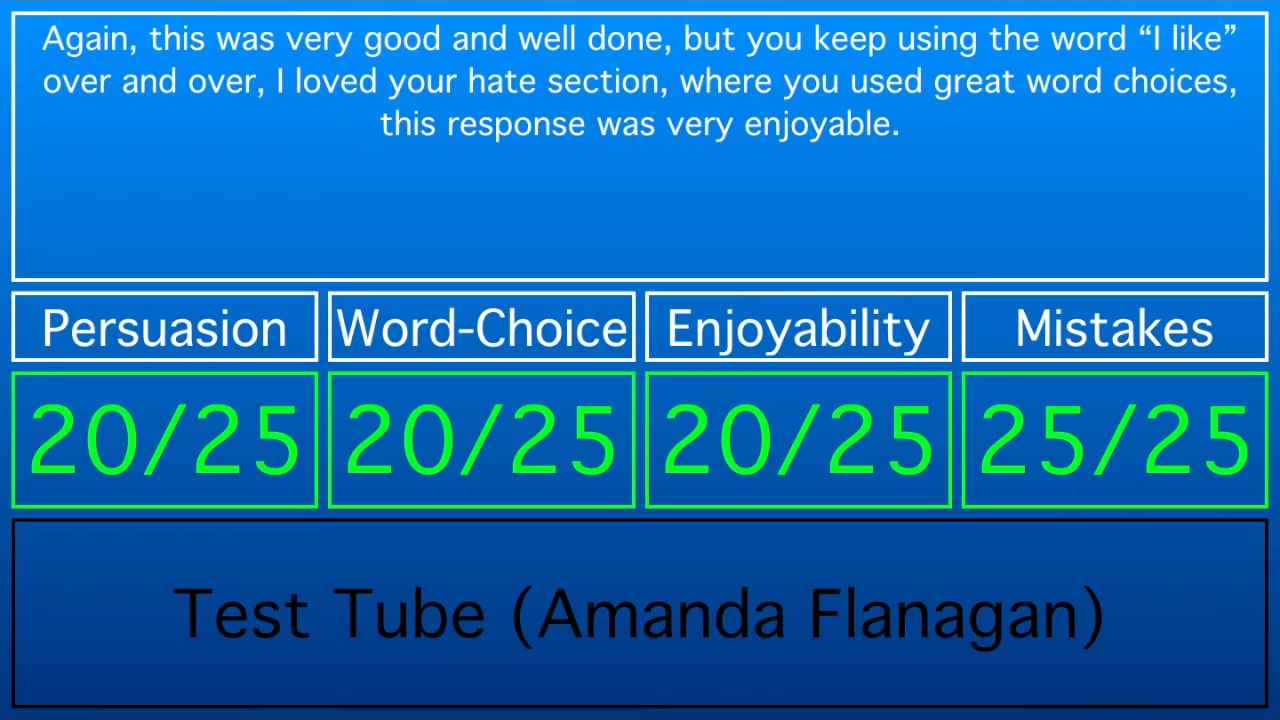 Again, this was very good and well done, but you keep using the word “I like”
over and over, I loved your hate section, where you used great word choices,
this response was very enjoyable.
Persuasion Word-Choice Enjoyability Mistakes
20/25 20/25 20/25 25/25
Test Tube (Amanda Flanagan)